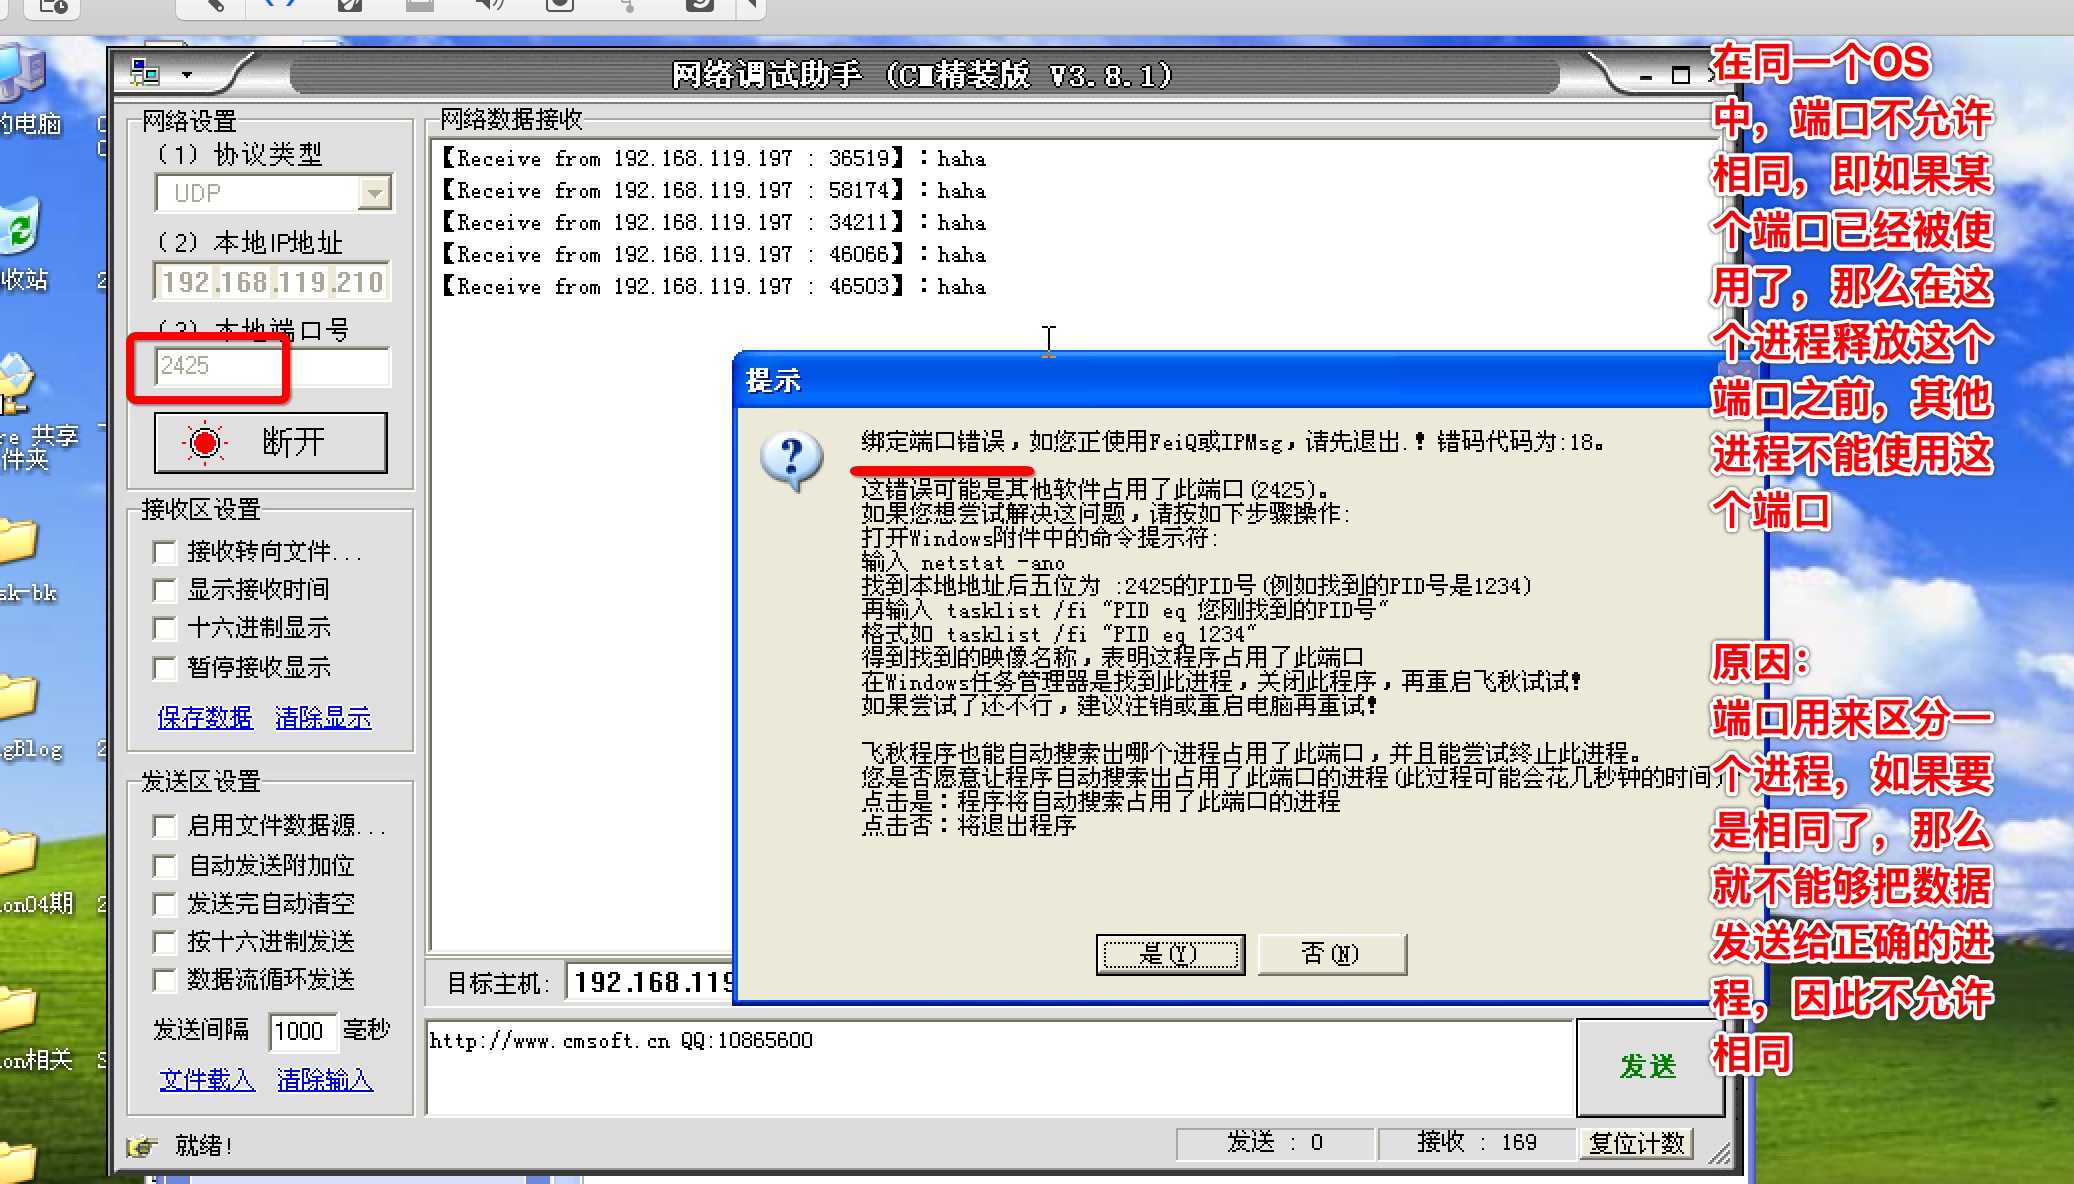 网络调试助手 (CM精装版 V3.8.1)
网络设置
(1) 协议类型
UDP
(2) 本地IP地址
192.168.119.210
(3) 本地端口号
2425
断开
接收区设置
接收转向文件...
显示接收时间
十六进制显示
暂停接收显示
保存数据 清除显示
发送区设置
启用文件数据源...
自动发送附加位
发送完自动清空
按十六进制发送
数据流循环发送
发送间隔 1000 毫秒
文件载入 清除输入
就绪!
网络数据接收
【Receive from 192.168.119.197 : 36519】:haha
【Receive from 192.168.119.197 : 58174】:haha
【Receive from 192.168.119.197 : 34211】:haha
【Receive from 192.168.119.197 : 46066】:haha
【Receive from 192.168.119.197 : 46503】:haha
提示
绑定端口错误，如您正使用FeiQ或IPMsg，请先退出.！错码代码为:18。
这错误可能是其他软件占用了此端口(2425)。
如果您想尝试解决这问题，请按如下步骤操作:
打开Windows附件中的命令提示符:
输入 netstat -ano
找到本地地址后五位为 :2425的PID号(例如找到的PID号是1234)
再输入 tasklist /fi "PID eq 您刚找到的PID号"
格式如 tasklist /fi "PID eq 1234"
得到找到的映像名称，表明这程序占用了此端口
在Windows任务管理器是找到此进程，关闭此程序，再重启飞秋试试！
如果尝试了还不行，建议注销或重启电脑再重试！
飞秋程序也能自动搜索出哪个进程占用了此端口，并且能尝试终止此进程。
您是否愿意让程序自动搜索出占用了此端口的进程(此过程可能会花几秒钟的时间)
点击是：程序将自动搜索占用了此端口的进程
点击否：将退出程序
是(Y) 否(N)
目标主机: 192.168.119
http://www.cmsoft.cn QQ:10865600
发送
发送 : 0 接收 : 169 复位计数
在同一个OS
中，端口不允许
相同，即如果某
个端口已经被使
用了，那么在这
个进程释放这个
端口之前，其他
进程不能使用这
个端口
原因：
端口用来区分一
个进程，如果要
是相同了，那么
就不能够把数据
发送给正确的进
程，因此不允许
相同
的电脑
收站
re 共享
件夹
sk-bk
gBlog
on04期
on相关